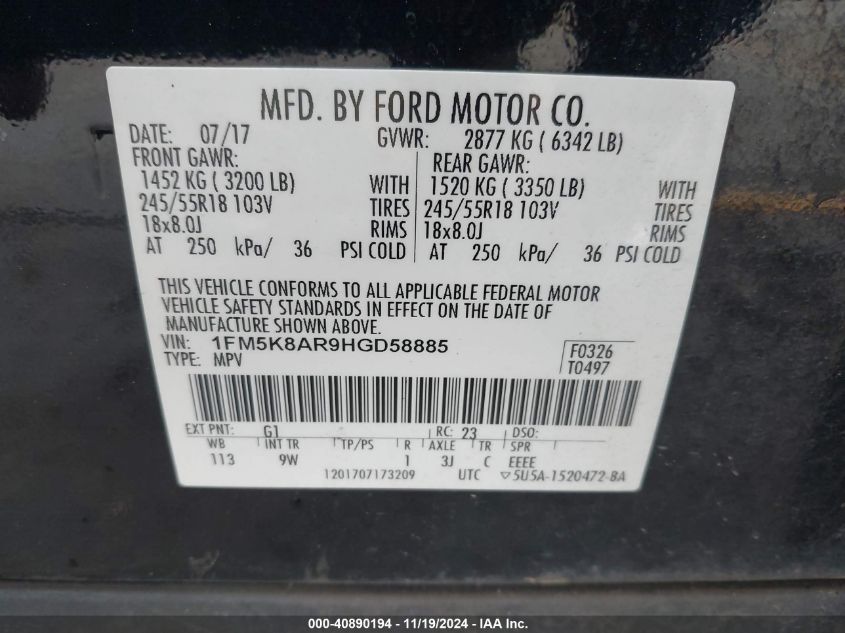 MFD. BY FORD MOTOR CO.
DATE: 07/17 GVWR: 2877 KG ( 6342 LB)
FRONT GAWR: REAR GAWR:
1452 KG ( 3200 LB) WITH 1520 KG ( 3350 LB) WITH
245/55R18 103V TIRES 245/55R18 103V TIRES
18x8.0J RIMS 18x8.0J RIMS
AT 250 kPa/ 36 PSI COLD AT 250 kPa/ 36 PSI COLD
THIS VEHICLE CONFORMS TO ALL APPLICABLE FEDERAL MOTOR
VEHICLE SAFETY STANDARDS IN EFFECT ON THE DATE OF
MANUFACTURE SHOWN ABOVE.
VIN: 1FM5K8AR9HGD58885 F0326
TYPE: MPV T0497
EXT PNT: G1 RC: 23 DSO:
WB INT TR TP/PS R AXLE TR SPR
113 9W 1 3J C EEEE
1201707173209 UTC ▽5U5A-1520472-BA
000-40890194 - 11/19/2024 - IAA Inc.